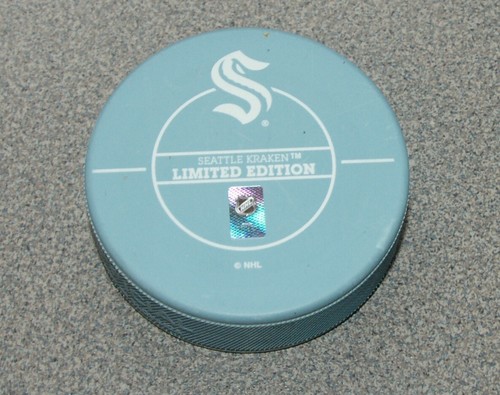 S
®
SEATTLE KRAKEN™
LIMITED EDITION
© NHL